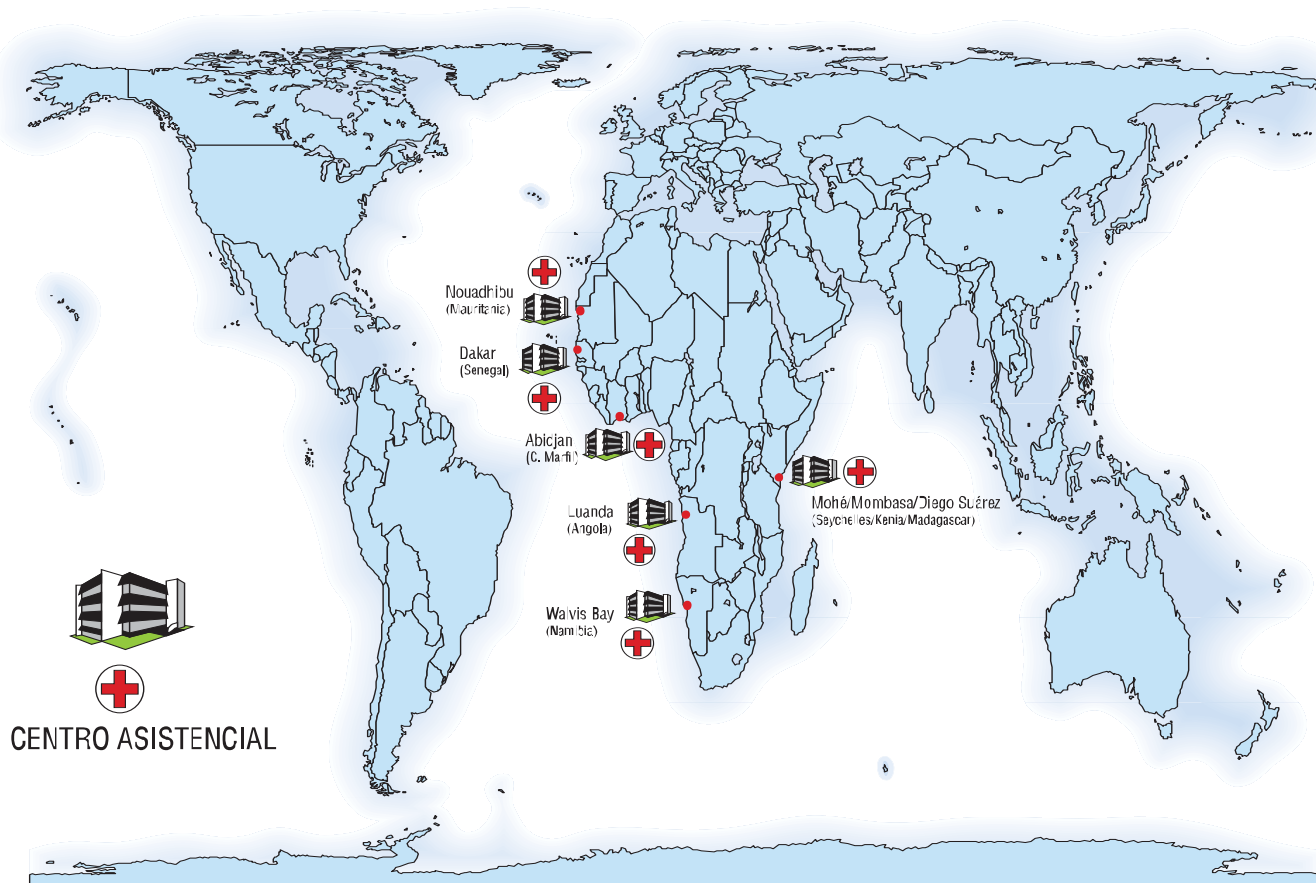 Nouadhibu
(Mauritania)
Dakar
(Senegal)
Abicjan
(C. Marfil)
Luanda
(Angola)
Walvis Bay
(Namibia)
Mohé/Mombasa/Diego Suárez
(Seychelles/Kenia/Madagascar)
CENTRO ASISTENCIAL